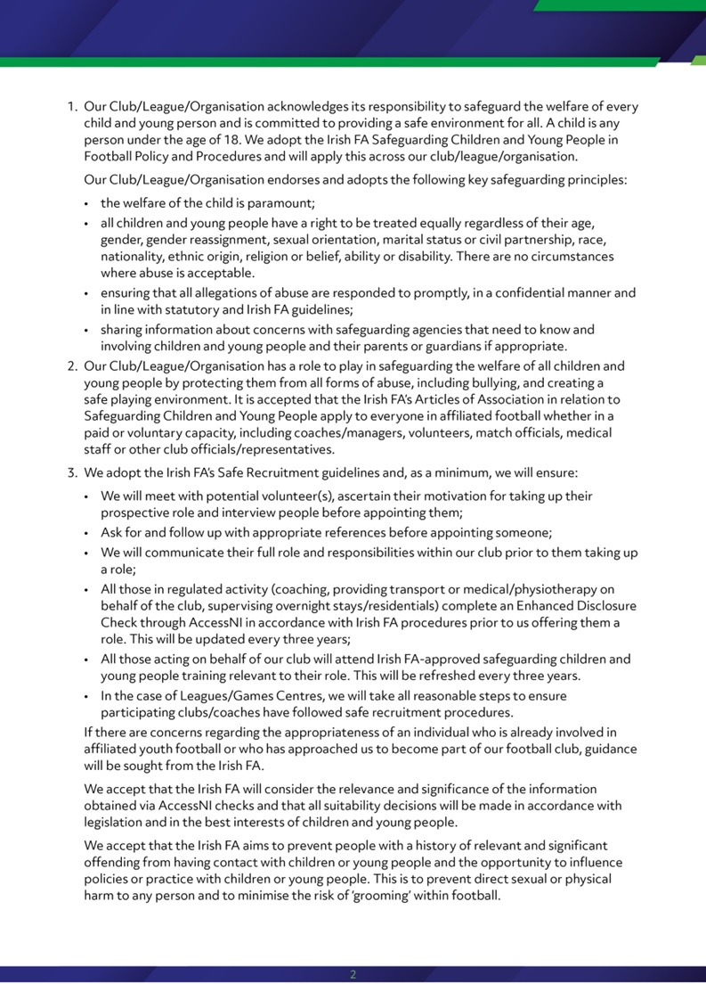 1. Our Club/League/Organisation acknowledges its responsibility to safeguard the welfare of every
child and young person and is committed to providing a safe environment for all. A child is any
person under the age of 18. We adopt the Irish FA Safeguarding Children and Young People in
Football Policy and Procedures and will apply this across our club/league/organisation.
Our Club/League/Organisation endorses and adopts the following key safeguarding principles:
• the welfare of the child is paramount;
• all children and young people have a right to be treated equally regardless of their age,
gender, gender reassignment, sexual orientation, marital status or civil partnership, race,
nationality, ethnic origin, religion or belief, ability or disability. There are no circumstances
where abuse is acceptable.
• ensuring that all allegations of abuse are responded to promptly, in a confidential manner and
in line with statutory and Irish FA guidelines;
• sharing information about concerns with safeguarding agencies that need to know and
involving children and young people and their parents or guardians if appropriate.
2. Our Club/League/Organisation has a role to play in safeguarding the welfare of all children and
young people by protecting them from all forms of abuse, including bullying, and creating a
safe playing environment. It is accepted that the Irish FA's Articles of Association in relation to
Safeguarding Children and Young People apply to everyone in affiliated football whether in a
paid or voluntary capacity, including coaches/managers, volunteers, match officials, medical
staff or other club officials/representatives.
3. We adopt the Irish FA's Safe Recruitment guidelines and, as a minimum, we will ensure:
• We will meet with potential volunteer(s), ascertain their motivation for taking up their
prospective role and interview people before appointing them;
• Ask for and follow up with appropriate references before appointing someone;
• We will communicate their full role and responsibilities within our club prior to them taking up
a role;
• All those in regulated activity (coaching, providing transport or medical/physiotherapy on
behalf of the club, supervising overnight stays/residentials) complete an Enhanced Disclosure
Check through AccessNI in accordance with Irish FA procedures prior to us offering them a
role. This will be updated every three years;
• All those acting on behalf of our club will attend Irish FA-approved safeguarding children and
young people training relevant to their role. This will be refreshed every three years.
• In the case of Leagues/Games Centres, we will take all reasonable steps to ensure
participating clubs/coaches have followed safe recruitment procedures.
If there are concerns regarding the appropriateness of an individual who is already involved in
affiliated youth football or who has approached us to become part of our football club, guidance
will be sought from the Irish FA.
We accept that the Irish FA will consider the relevance and significance of the information
obtained via AccessNI checks and that all suitability decisions will be made in accordance with
legislation and in the best interests of children and young people.
We accept that the Irish FA aims to prevent people with a history of relevant and significant
offending from having contact with children or young people and the opportunity to influence
policies or practice with children or young people. This is to prevent direct sexual or physical
harm to any person and to minimise the risk of 'grooming' within football.
2